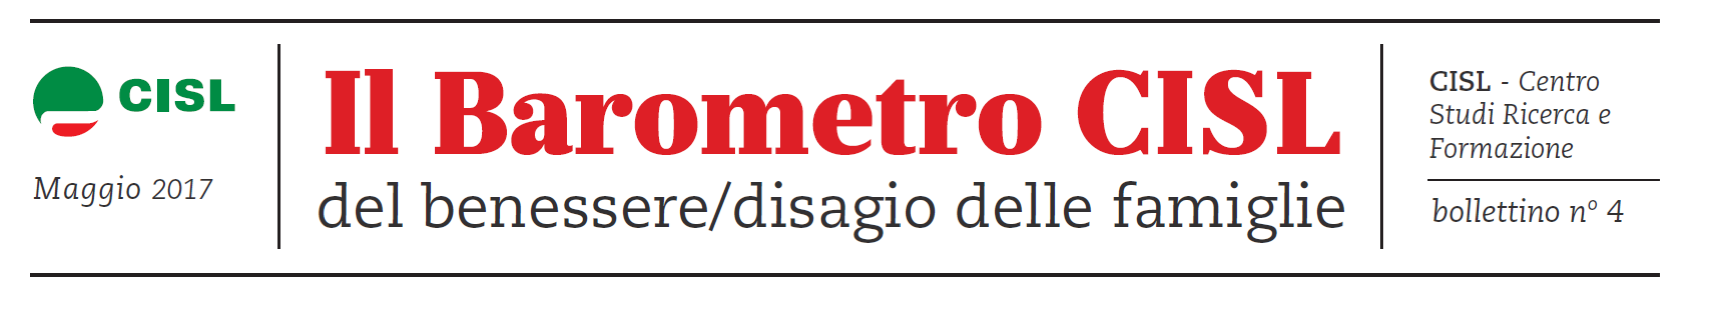 CISL
Maggio 2017
Il Barometro CISL
del benessere/disagio delle famiglie
CISL - Centro
Studi Ricerca e
Formazione
bollettino n° 4